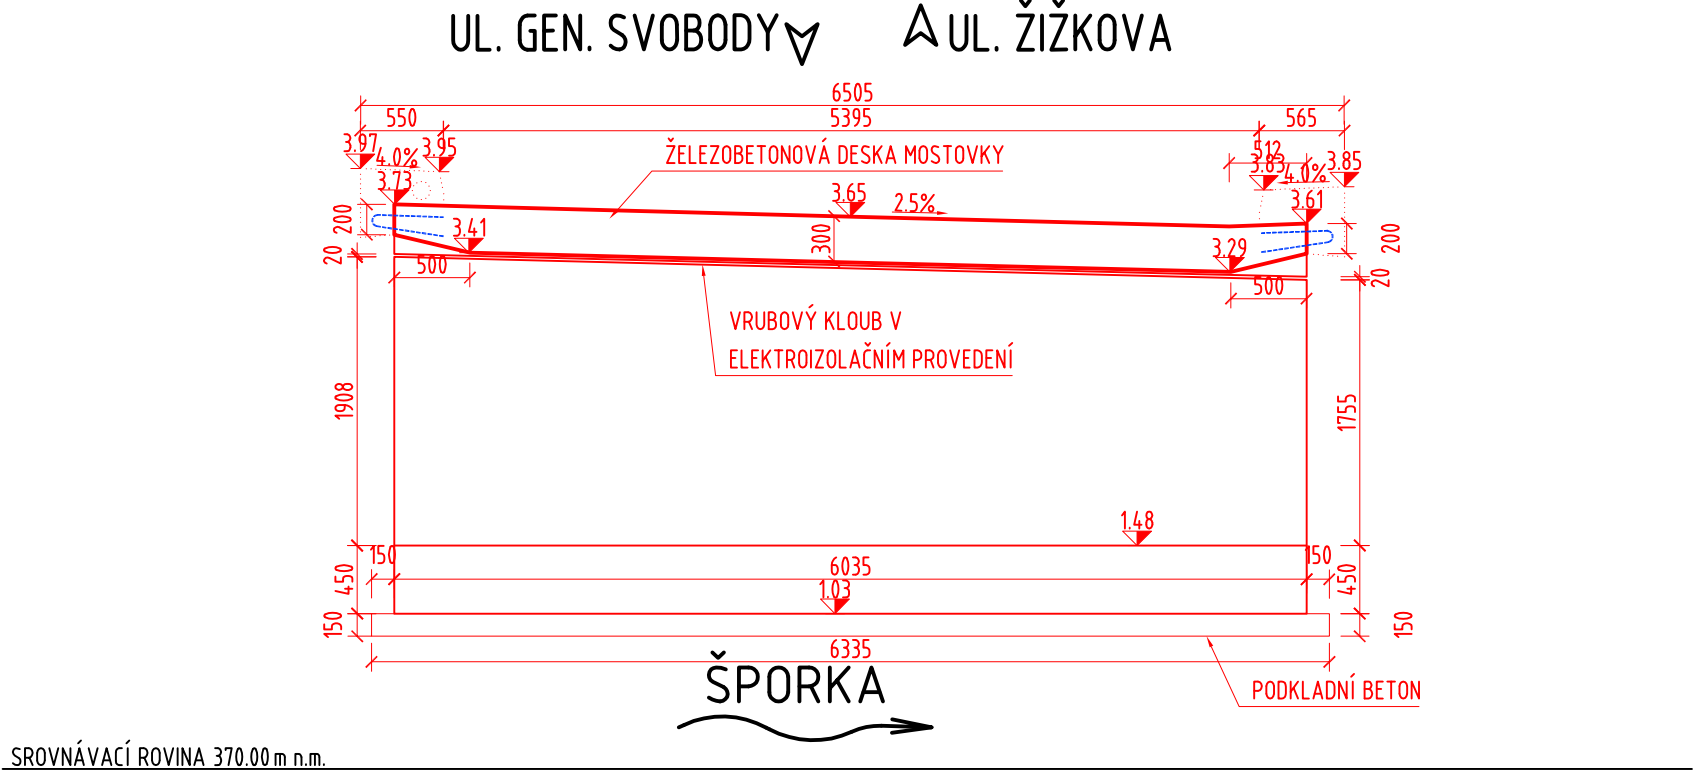 UL. GEN. SVOBODY UL. ŽIŽKOVA
6505
550 5395 565
3.97 4.0% 3.95 ŽELEZOBETONOVÁ DESKA MOSTOVKY 512 3.83 4.0% 3.85
3.73 3.65 2.5% 3.61
200 3.41 300 3.29 200
20 500 500 20
VRUBOVÝ KLOUB V
ELEKTROIZOLAČNÍM PROVEDENÍ
1908 1755
1.48
150 6035 150
450 1.03 450
150 150
6335
ŠPORKA
PODKLADNÍ BETON
SROVNÁVACÍ ROVINA 370.00 m n.m.